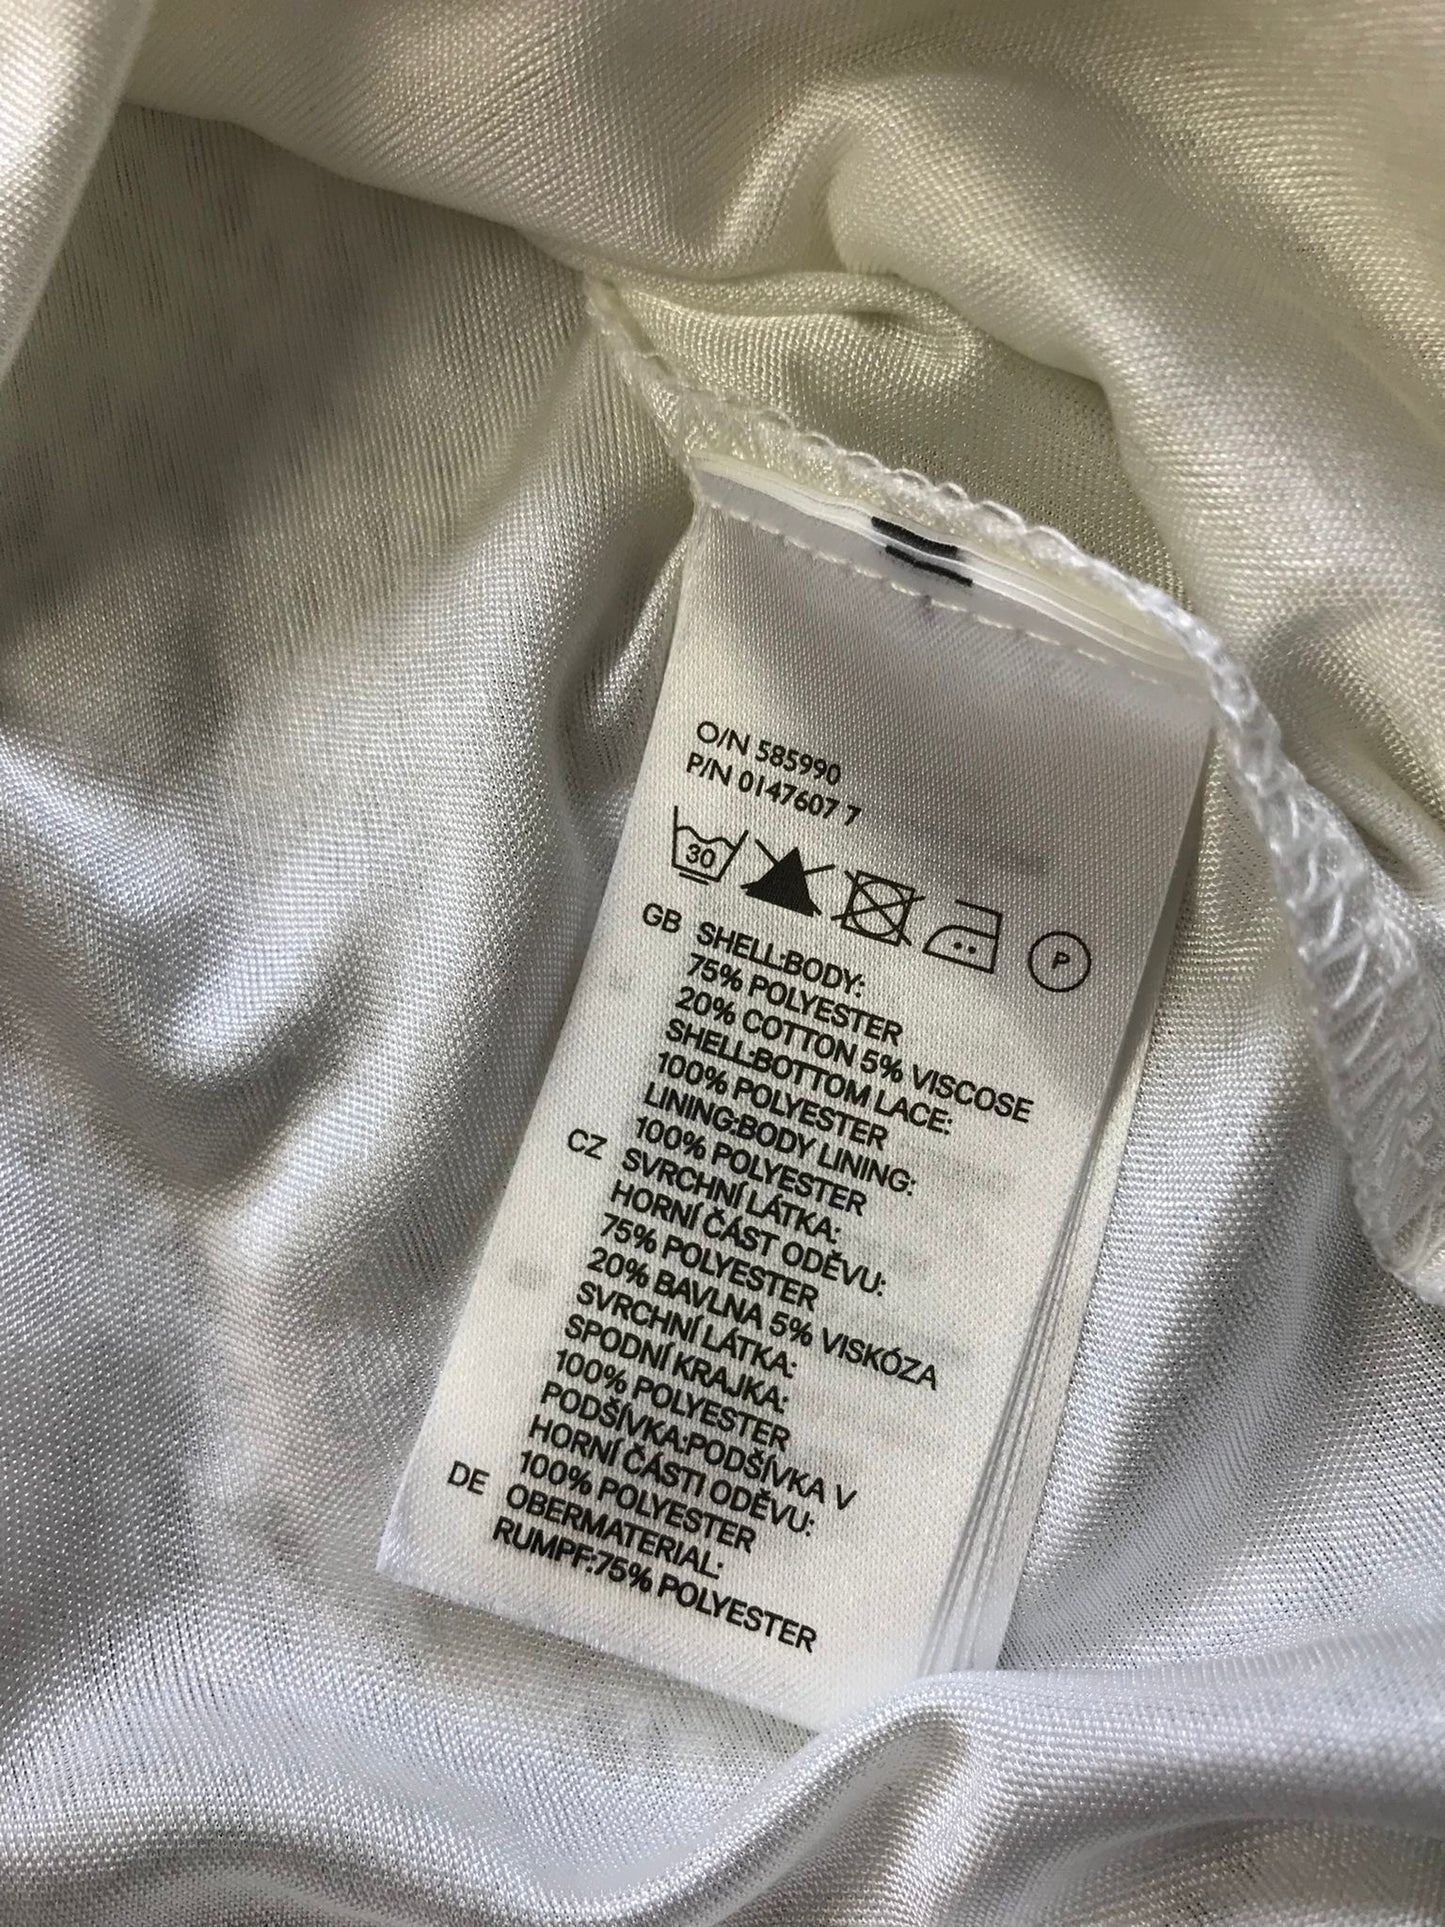 O/N 585990
P/N 0147607 7
30
P
GB SHELL:BODY:
75% POLYESTER
20% COTTON 5% VISCOSE
SHELL:BOTTOM LACE:
100% POLYESTER
LINING:BODY LINING:
100% POLYESTER
CZ SVRCHNÍ LÁTKA:
HORNÍ ČÁST ODĚVU:
75% POLYESTER
20% BAVLNA 5% VISKÓZA
SVRCHNÍ LÁTKA:
SPODNÍ KRAJKA:
100% POLYESTER
PODŠÍVKA:PODŠÍVKA V
HORNÍ ČÁSTI ODĚVU:
100% POLYESTER
DE OBERMATERIAL:
RUMPF:75% POLYESTER